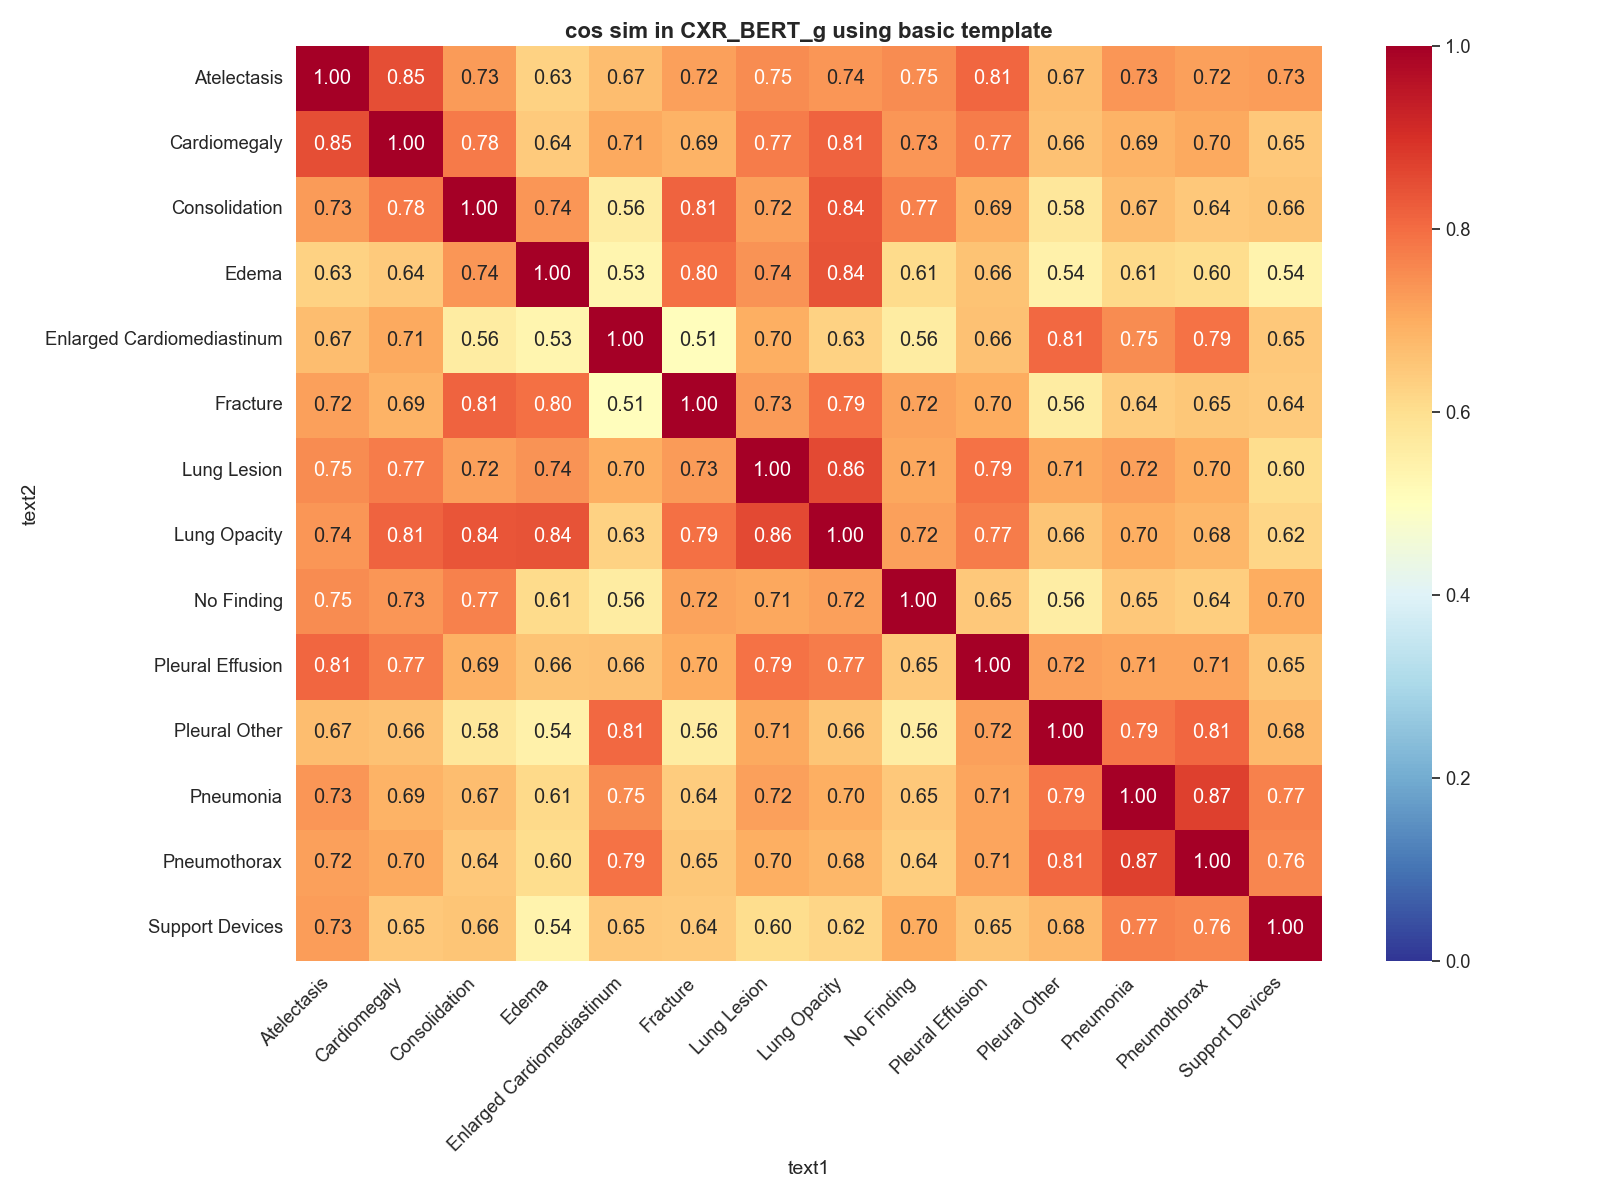 cos sim in CXR_BERT_g using basic template
Atelectasis 1.00 0.85 0.73 0.63 0.67 0.72 0.75 0.74 0.75 0.81 0.67 0.73 0.72 0.73
Cardiomegaly 0.85 1.00 0.78 0.64 0.71 0.69 0.77 0.81 0.73 0.77 0.66 0.69 0.70 0.65
Consolidation 0.73 0.78 1.00 0.74 0.56 0.81 0.72 0.84 0.77 0.69 0.58 0.67 0.64 0.66
Edema 0.63 0.64 0.74 1.00 0.53 0.80 0.74 0.84 0.61 0.66 0.54 0.61 0.60 0.54
Enlarged Cardiomediastinum 0.67 0.71 0.56 0.53 1.00 0.51 0.70 0.63 0.56 0.66 0.81 0.75 0.79 0.65
Fracture 0.72 0.69 0.81 0.80 0.51 1.00 0.73 0.79 0.72 0.70 0.56 0.64 0.65 0.64
Lung Lesion 0.75 0.77 0.72 0.74 0.70 0.73 1.00 0.86 0.71 0.79 0.71 0.72 0.70 0.60
Lung Opacity 0.74 0.81 0.84 0.84 0.63 0.79 0.86 1.00 0.72 0.77 0.66 0.70 0.68 0.62
No Finding 0.75 0.73 0.77 0.61 0.56 0.72 0.71 0.72 1.00 0.65 0.56 0.65 0.64 0.70
Pleural Effusion 0.81 0.77 0.69 0.66 0.66 0.70 0.79 0.77 0.65 1.00 0.72 0.71 0.71 0.65
Pleural Other 0.67 0.66 0.58 0.54 0.81 0.56 0.71 0.66 0.56 0.72 1.00 0.79 0.81 0.68
Pneumonia 0.73 0.69 0.67 0.61 0.75 0.64 0.72 0.70 0.65 0.71 0.79 1.00 0.87 0.77
Pneumothorax 0.72 0.70 0.64 0.60 0.79 0.65 0.70 0.68 0.64 0.71 0.81 0.87 1.00 0.76
Support Devices 0.73 0.65 0.66 0.54 0.65 0.64 0.60 0.62 0.70 0.65 0.68 0.77 0.76 1.00
text2
Atelectasis
Cardiomegaly
Consolidation
Edema
Enlarged Cardiomediastinum
Fracture
Lung Lesion
Lung Opacity
No Finding
Pleural Effusion
Pleural Other
Pneumonia
Pneumothorax
Support Devices
text1
1.0
0.8
0.6
0.4
0.2
0.0